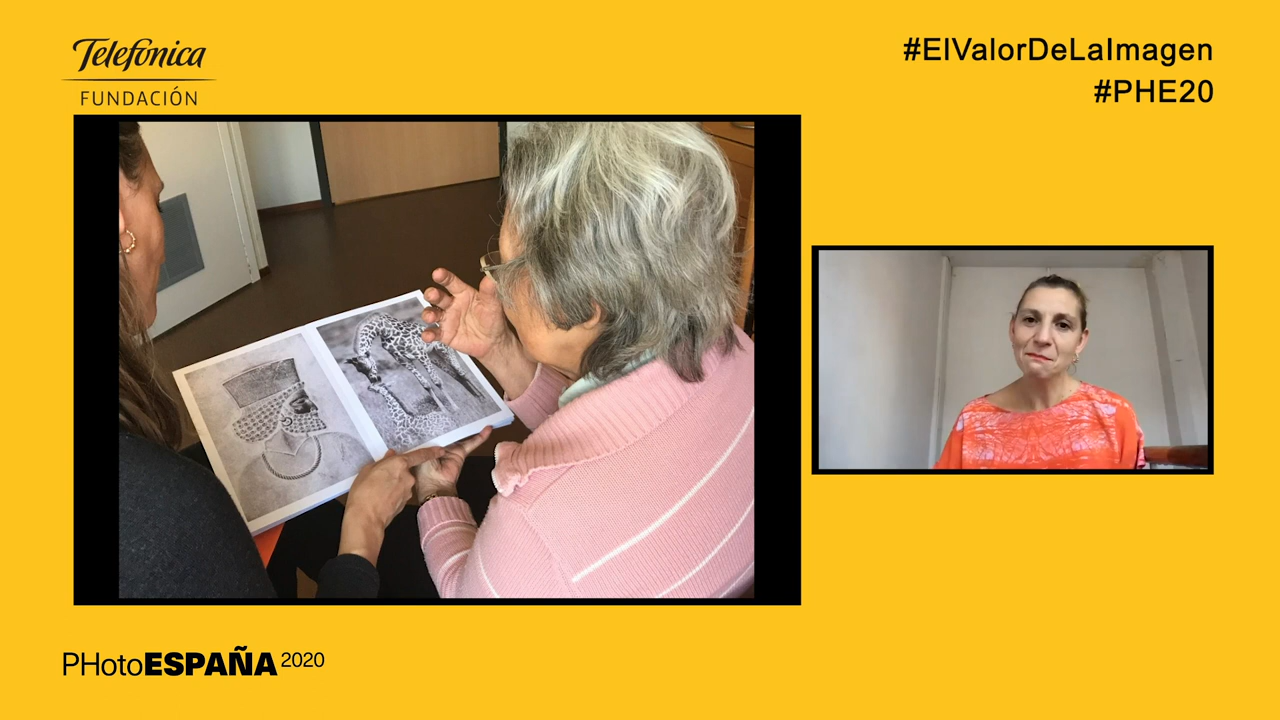 Telefónica
FUNDACIÓN
#ElValorDeLaImagen
#PHE20
PHotoESPAÑA 2020